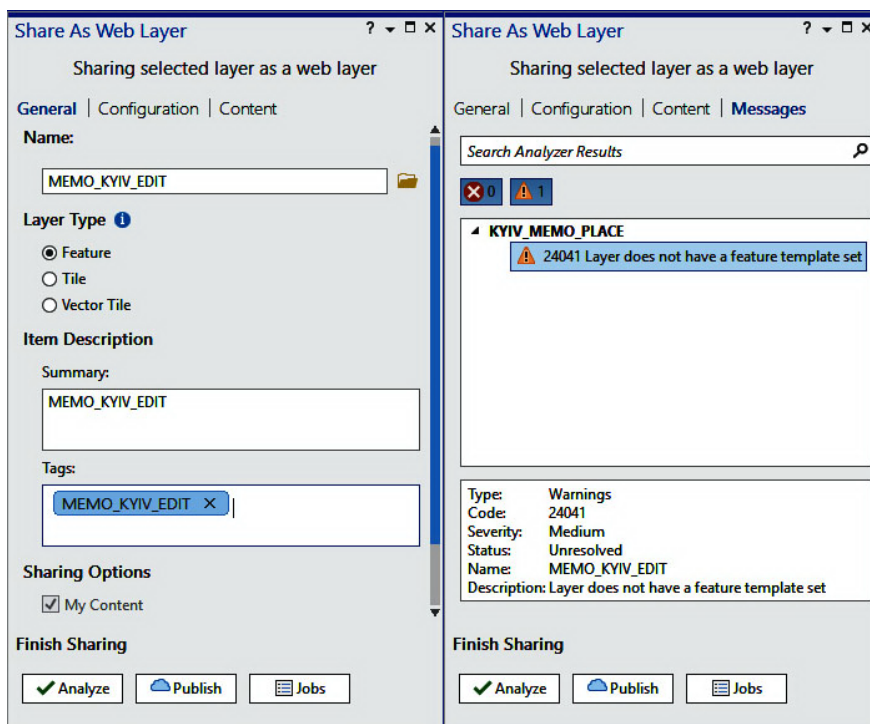 Share As Web Layer
Sharing selected layer as a web layer
General | Configuration | Content
Name:
MEMO_KYIV_EDIT
Layer Type
Feature
Tile
Vector Tile
Item Description
Summary:
MEMO_KYIV_EDIT
Tags:
MEMO_KYIV_EDIT
Sharing Options
My Content
Finish Sharing
Analyze Publish Jobs
Share As Web Layer
Sharing selected layer as a web layer
General | Configuration | Content | Messages
Search Analyzer Results
0 1
KYIV_MEMO_PLACE
24041 Layer does not have a feature template set
Type: Warnings
Code: 24041
Severity: Medium
Status: Unresolved
Name: MEMO_KYIV_EDIT
Description: Layer does not have a feature template set
Finish Sharing
Analyze Publish Jobs